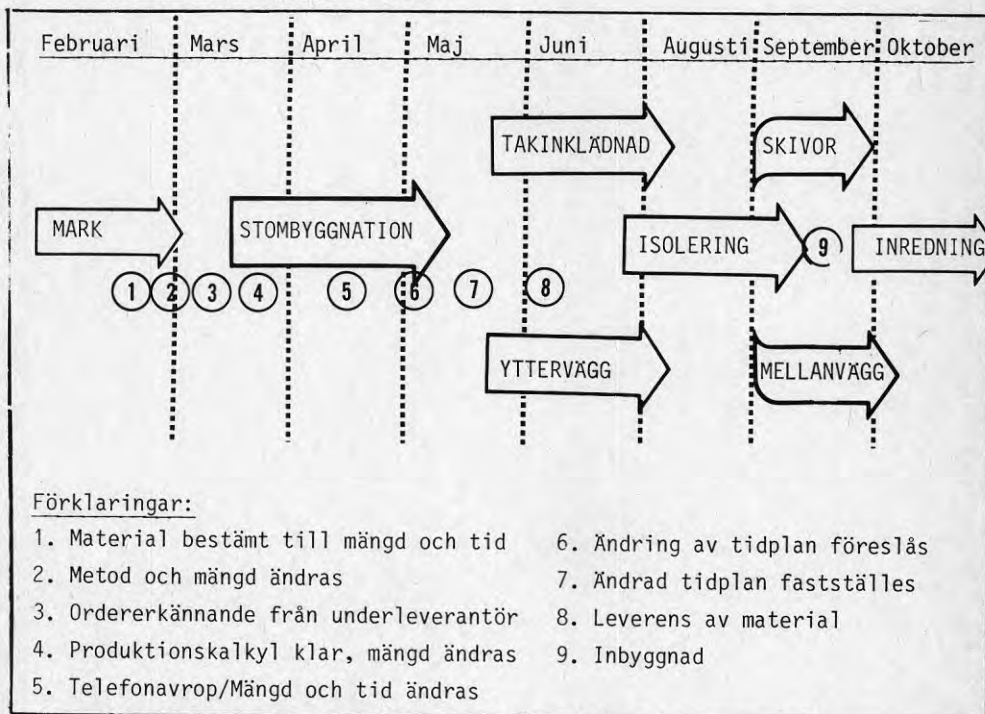 Februari Mars April Maj Juni Augusti September Oktober
TAKINKLÄDNAD SKIVOR
MARK STOMBYGGNATION ISOLERING 9 INREDNING
1 2 3 4 5 6 7 8
YTTERVÄGG MELLANVÄGG
Förklaringar:
1. Material bestämt till mängd och tid
2. Metod och mängd ändras
3. Ordererkännande från underleverantör
4. Produktionskalkyl klar, mängd ändras
5. Telefonavrop/Mängd och tid ändras
6. Ändring av tidplan föreslås
7. Ändrad tidplan fastställes
8. Leverens av material
9. Inbyggnad